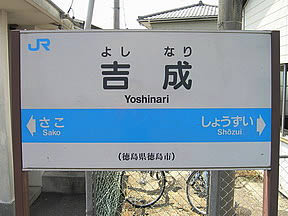 JR
よし なり
吉成
Yoshinari
さこ しょうずい
Sako Shōzui
(徳島県徳島市)